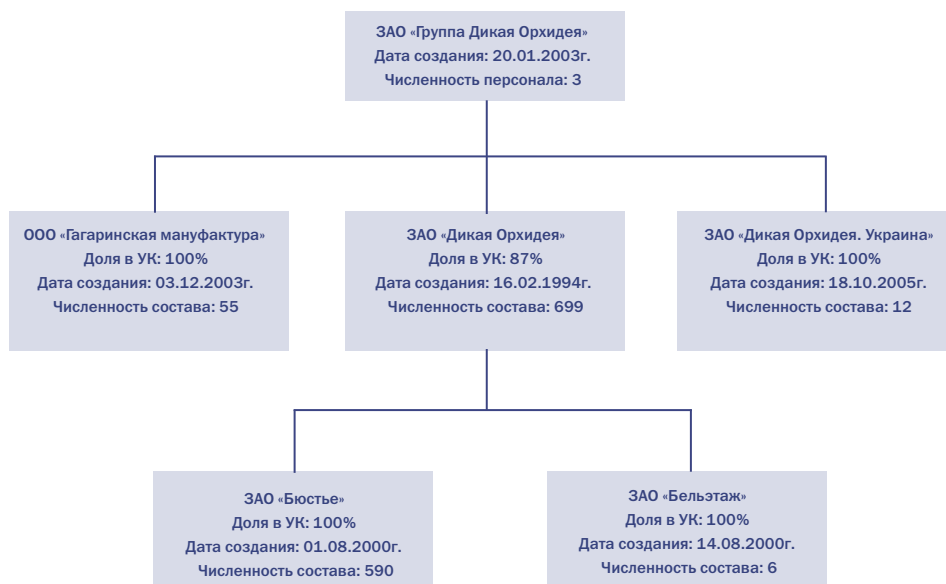 ЗАО «Группа Дикая Орхидея»
Дата создания: 20.01.2003г.
Численность персонала: 3
ООО «Гагаринская мануфактура»
Доля в УК: 100%
Дата создания: 03.12.2003г.
Численность состава: 55
ЗАО «Дикая Орхидея»
Доля в УК: 87%
Дата создания: 16.02.1994г.
Численность состава: 699
ЗАО «Дикая Орхидея. Украина»
Доля в УК: 100%
Дата создания: 18.10.2005г.
Численность состава: 12
ЗАО «Бюстье»
Доля в УК: 100%
Дата создания: 01.08.2000г.
Численность состава: 590
ЗАО «Бельэтаж»
Доля в УК: 100%
Дата создания: 14.08.2000г.
Численность состава: 6